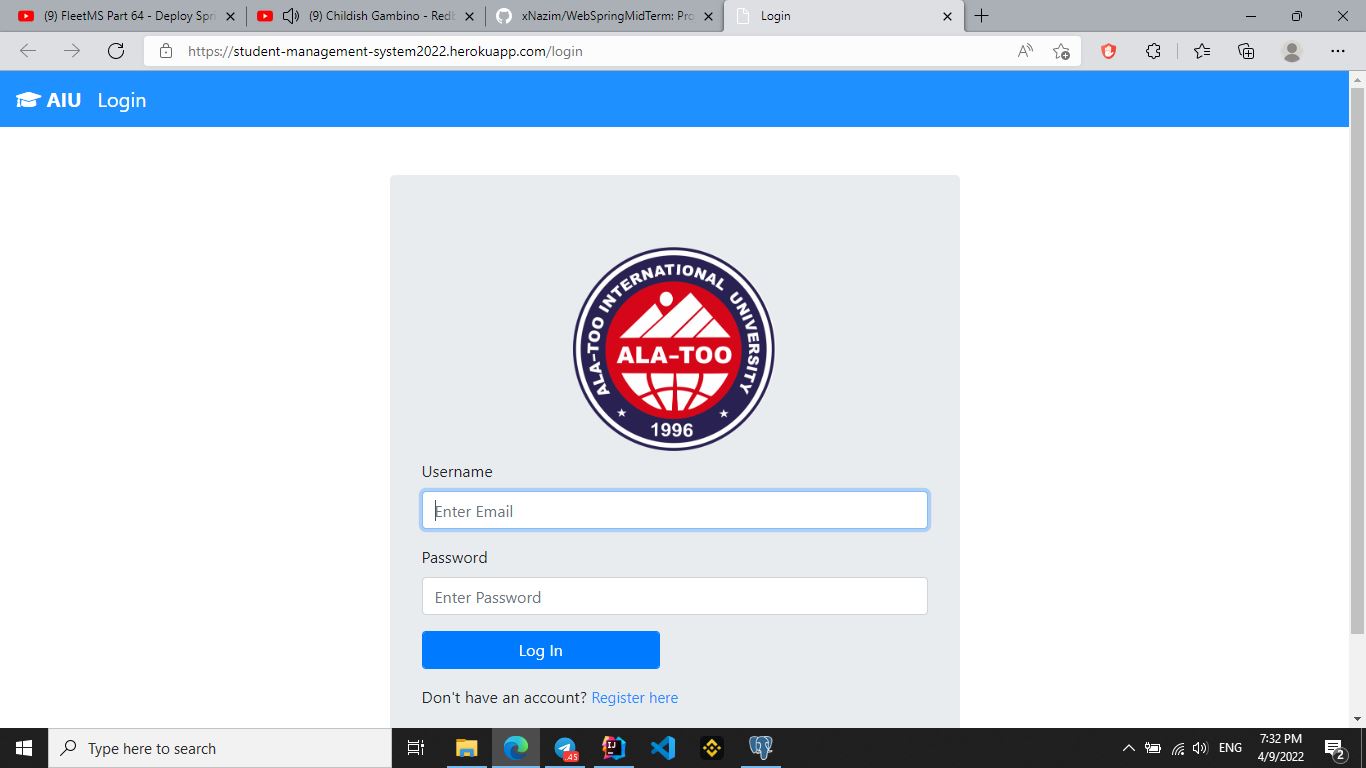 (9) FleetMS Part 64 - Deploy Spri
(9) Childish Gambino - Redb
xNazim/WebSpringMidTerm: Pro
Login
https://student-management-system2022.herokuapp.com/login
AIU Login
ALA-TOO INTERNATIONAL UNIVERSITY
ALA-TOO
1996
Username
Enter Email
Password
Enter Password
Log In
Don't have an account? Register here
Type here to search
.45
IJ
ENG
7:32 PM
4/9/2022
2